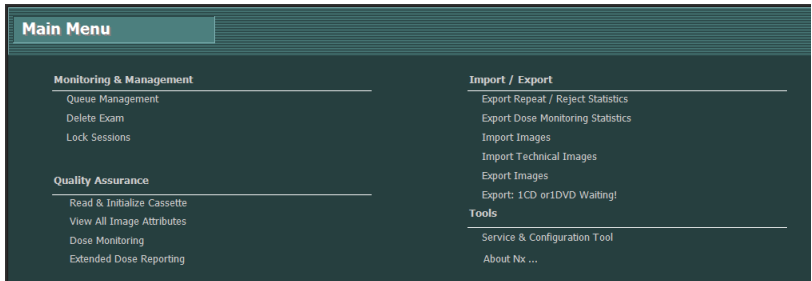 Main Menu
Monitoring & Management
Queue Management
Delete Exam
Lock Sessions
Quality Assurance
Read & Initialize Cassette
View All Image Attributes
Dose Monitoring
Extended Dose Reporting
Import / Export
Export Repeat / Reject Statistics
Export Dose Monitoring Statistics
Import Images
Import Technical Images
Export Images
Export: 1CD or1DVD Waiting!
Tools
Service & Configuration Tool
About Nx ...